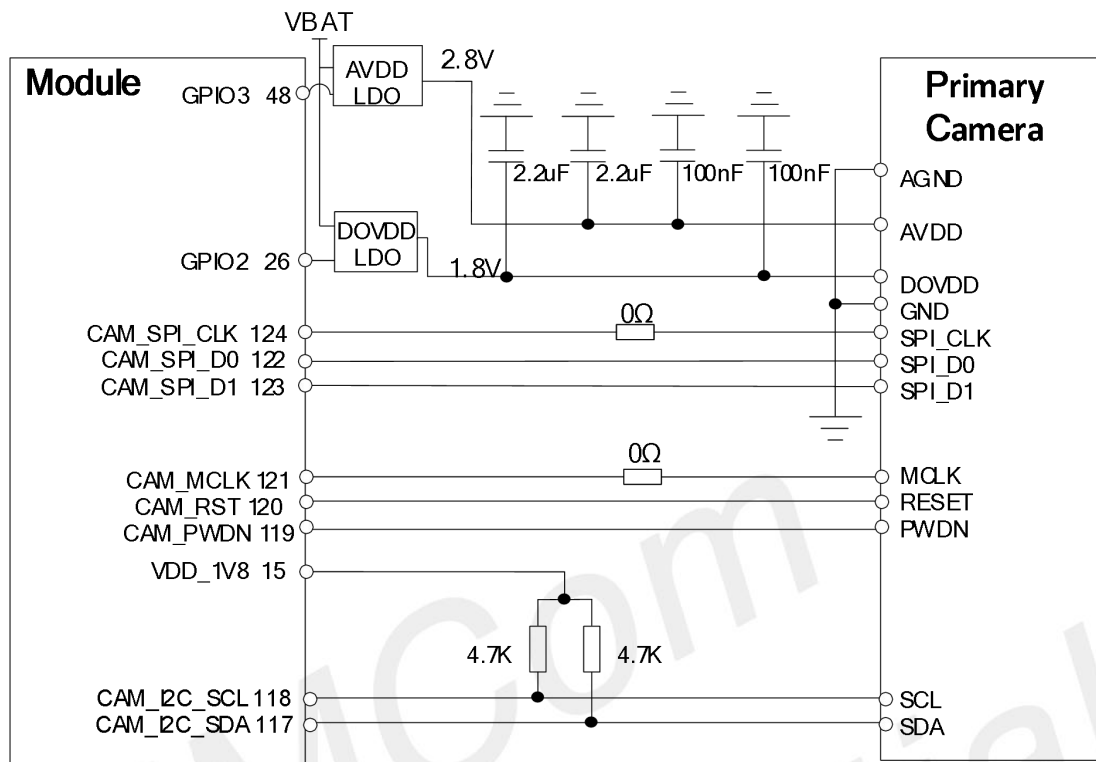 VBAT
Module
AVDD
LDO
2.8V
Primary
Camera
GPIO3 48
2.2uF 2.2uF 100nF 100nF
AGND
DOVDD
LDO
AVDD
GPIO2 26
1.8V
DOVDD
GND
CAM_SPI_CLK 124
0Ω
SPI_CLK
CAM_SPI_D0 122
SPI_D0
CAM_SPI_D1 123
SPI_D1
CAM_MCLK 121
0Ω
MCLK
CAM_RST 120
RESET
CAM_PWDN 119
PWDN
VDD_1V8 15
4.7K 4.7K
CAM_I2C_SCL 118
SCL
CAM_I2C_SDA 117
SDA